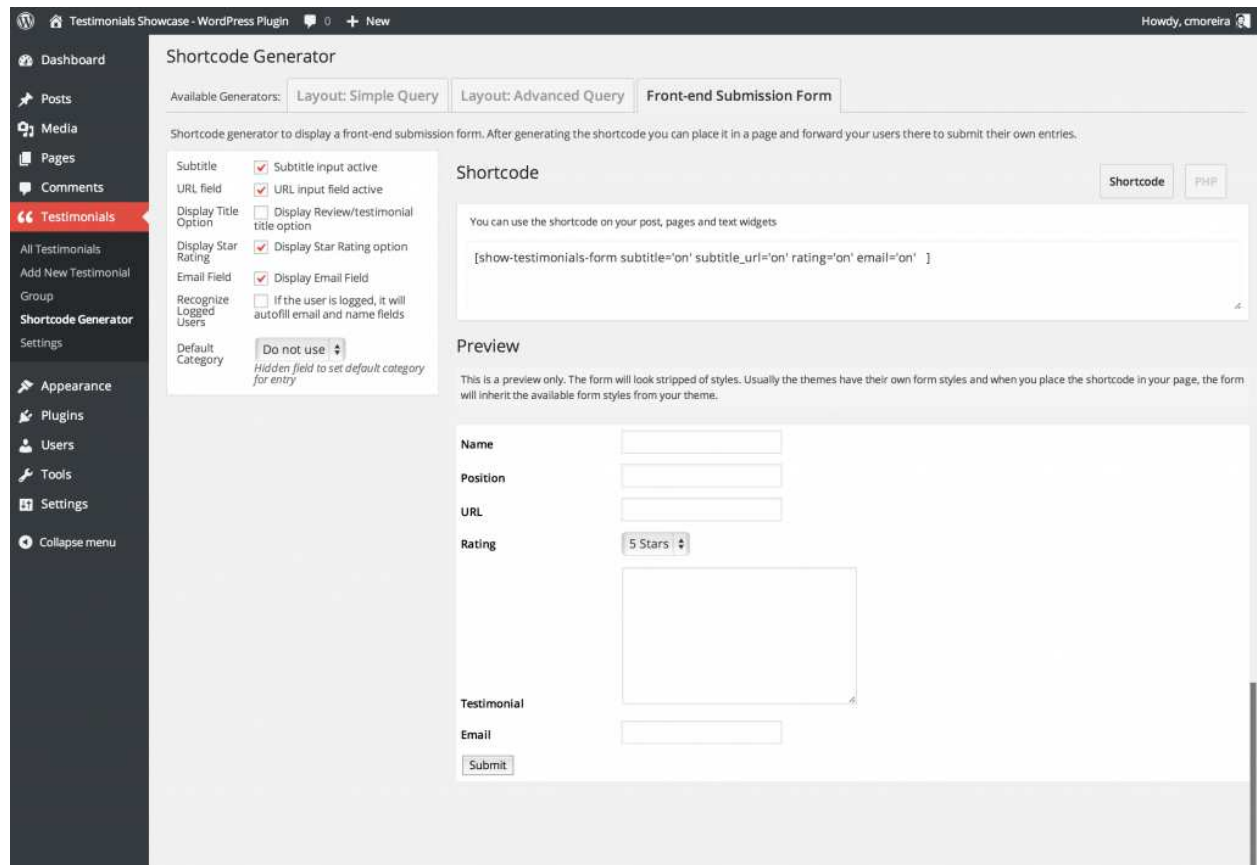 Testimonials Showcase - WordPress Plugin 0 + New Howdy, cmoreira
Dashboard
Posts
Media
Pages
Comments
Testimonials
All Testimonials
Add New Testimonial
Group
Shortcode Generator
Settings
Appearance
Plugins
Users
Tools
Settings
Collapse menu
Shortcode Generator
Available Generators: Layout: Simple Query Layout: Advanced Query Front-end Submission Form
Shortcode generator to display a front-end submission form. After generating the shortcode you can place it in a page and forward your users there to submit their own entries.
Subtitle Subtitle input active
URL field URL input field active
Display Title Option Display Review/testimonial
title option
Display Star Rating Display Star Rating option
Email Field Display Email Field
Recognize Logged Users If the user is logged, it will
autofill email and name fields
Default Category Do not use
Hidden field to set default category
for entry
Shortcode
Shortcode PHP
You can use the shortcode on your post, pages and text widgets
[show-testimonials-form subtitle='on' subtitle_url='on' rating='on' email='on' ]
Preview
This is a preview only. The form will look stripped of styles. Usually the themes have their own form styles and when you place the shortcode in your page, the form
will inherit the available form styles from your theme.
Name
Position
URL
Rating 5 Stars
Testimonial
Email
Submit